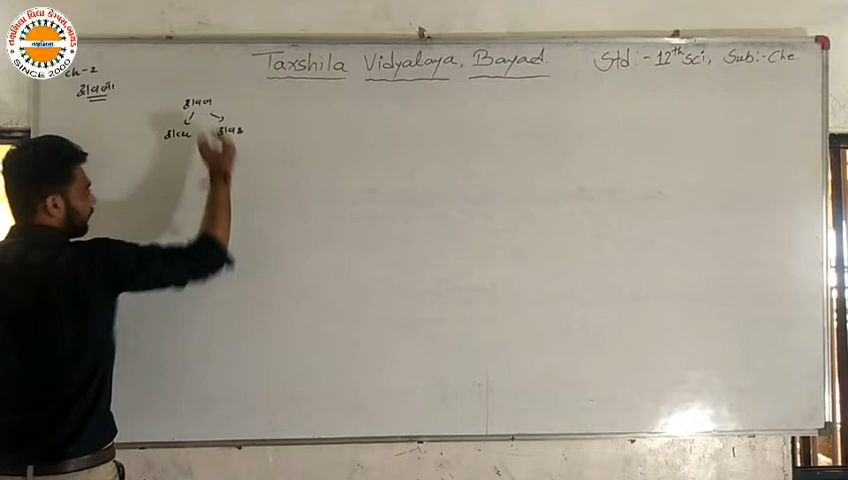 Taxshila Vidyalaya, Bayad. Std:- 12th sci, Sub:- Che.
ch-2
દ્રાવણો
દ્રાવણ
દ્રાવ્ય દ્રાવક
SINCE 2000